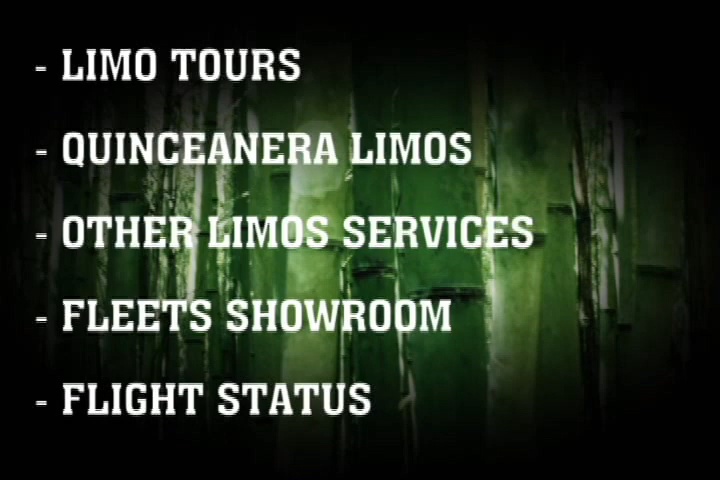 - LIMO TOURS
- QUINCEANERA LIMOS
- OTHER LIMOS SERVICES
- FLEETS SHOWROOM
- FLIGHT STATUS